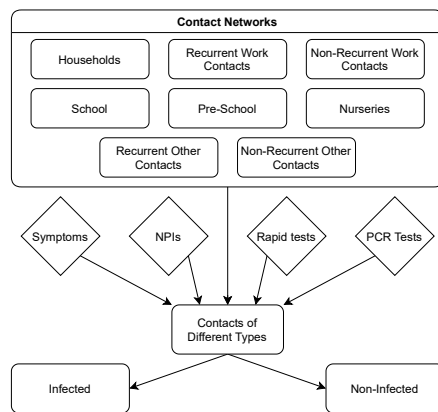 Contact Networks
Households
Recurrent Work
Contacts
Non-Recurrent Work
Contacts
School
Pre-School
Nurseries
Recurrent Other
Contacts
Non-Recurrent Other
Contacts
Symptoms
NPIs
Rapid tests
PCR Tests
Contacts of
Different Types
Infected
Non-Infected